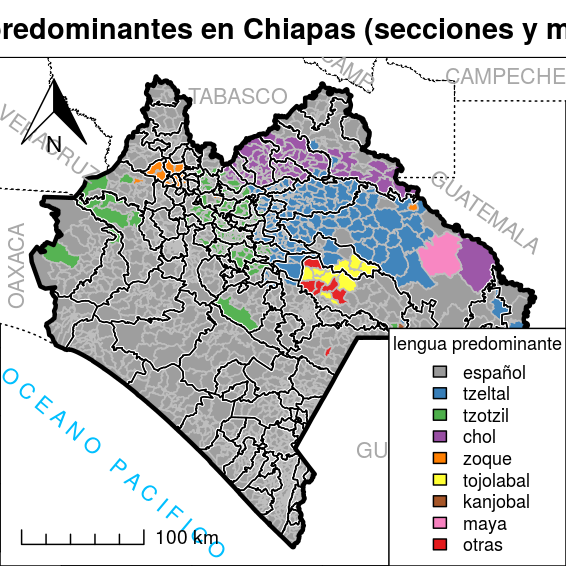 redominantes en Chiapas (secciones y m
CAMP
CAMPECHE
TABASCO
VERACRUZ
N
GUATEMALA
OAXACA
lengua predominante
español
tzeltal
tzotzil
chol
zoque
tojolabal
kanjobal
maya
otras
GU
OCEANO PACIFICO
100 km